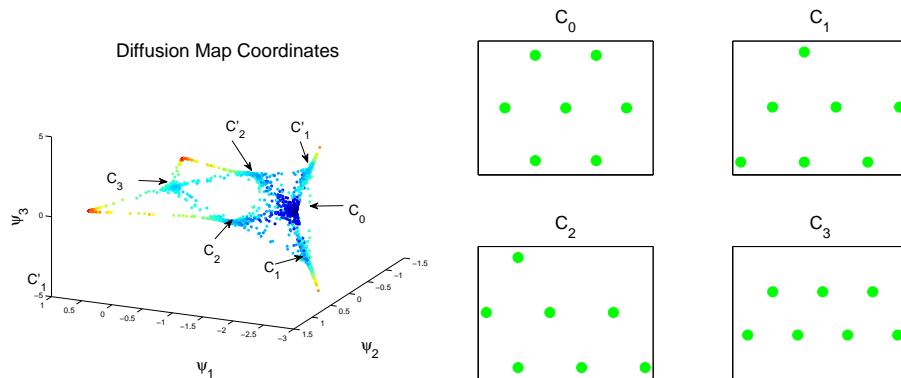 C₀
C₁
Diffusion Map Coordinates
5
C'₂
C'₁
C₃
ψ₃
0
C₀
C₂
C₂
C₃
C₁
C'₁
−5
1
0.5
0
−0.5
−1
−1.5
−2
−2.5
−3
1.5
1
0.5
0
−0.5
−1
−1.5
ψ₁
ψ₂